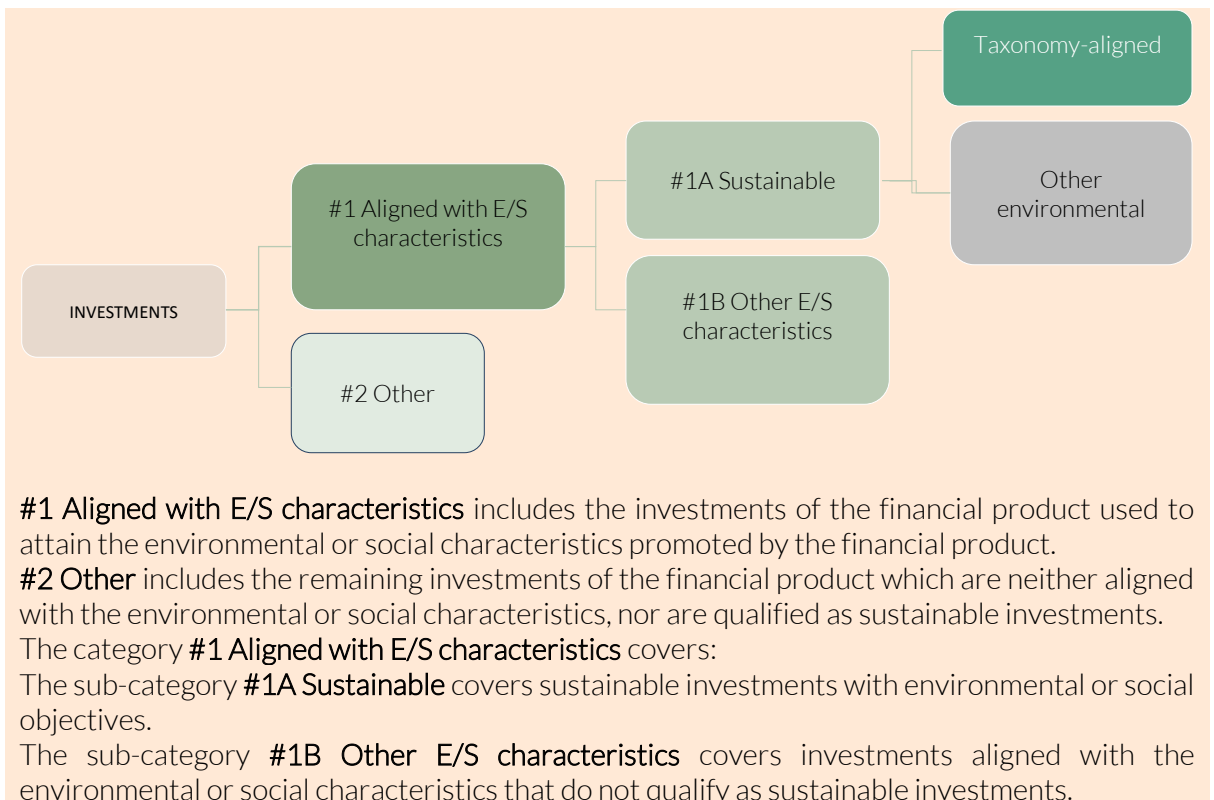 Taxonomy-aligned
#1A Sustainable
Other
environmental
#1 Aligned with E/S
characteristics
#1B Other E/S
characteristics
INVESTMENTS
#2 Other
#1 Aligned with E/S characteristics includes the investments of the financial product used to
attain the environmental or social characteristics promoted by the financial product.
#2 Other includes the remaining investments of the financial product which are neither aligned
with the environmental or social characteristics, nor are qualified as sustainable investments.
The category #1 Aligned with E/S characteristics covers:
The sub-category #1A Sustainable covers sustainable investments with environmental or social
objectives.
The sub-category #1B Other E/S characteristics covers investments aligned with the
environmental or social characteristics that do not qualify as sustainable investments.